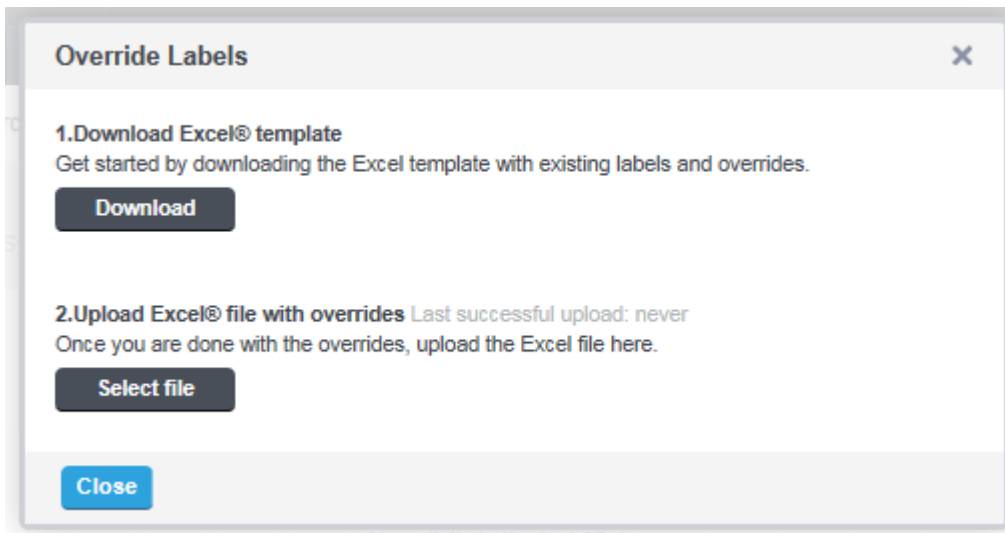 Override Labels
1.Download Excel® template
Get started by downloading the Excel template with existing labels and overrides.
Download
2.Upload Excel® file with overrides Last successful upload: never
Once you are done with the overrides, upload the Excel file here.
Select file
Close